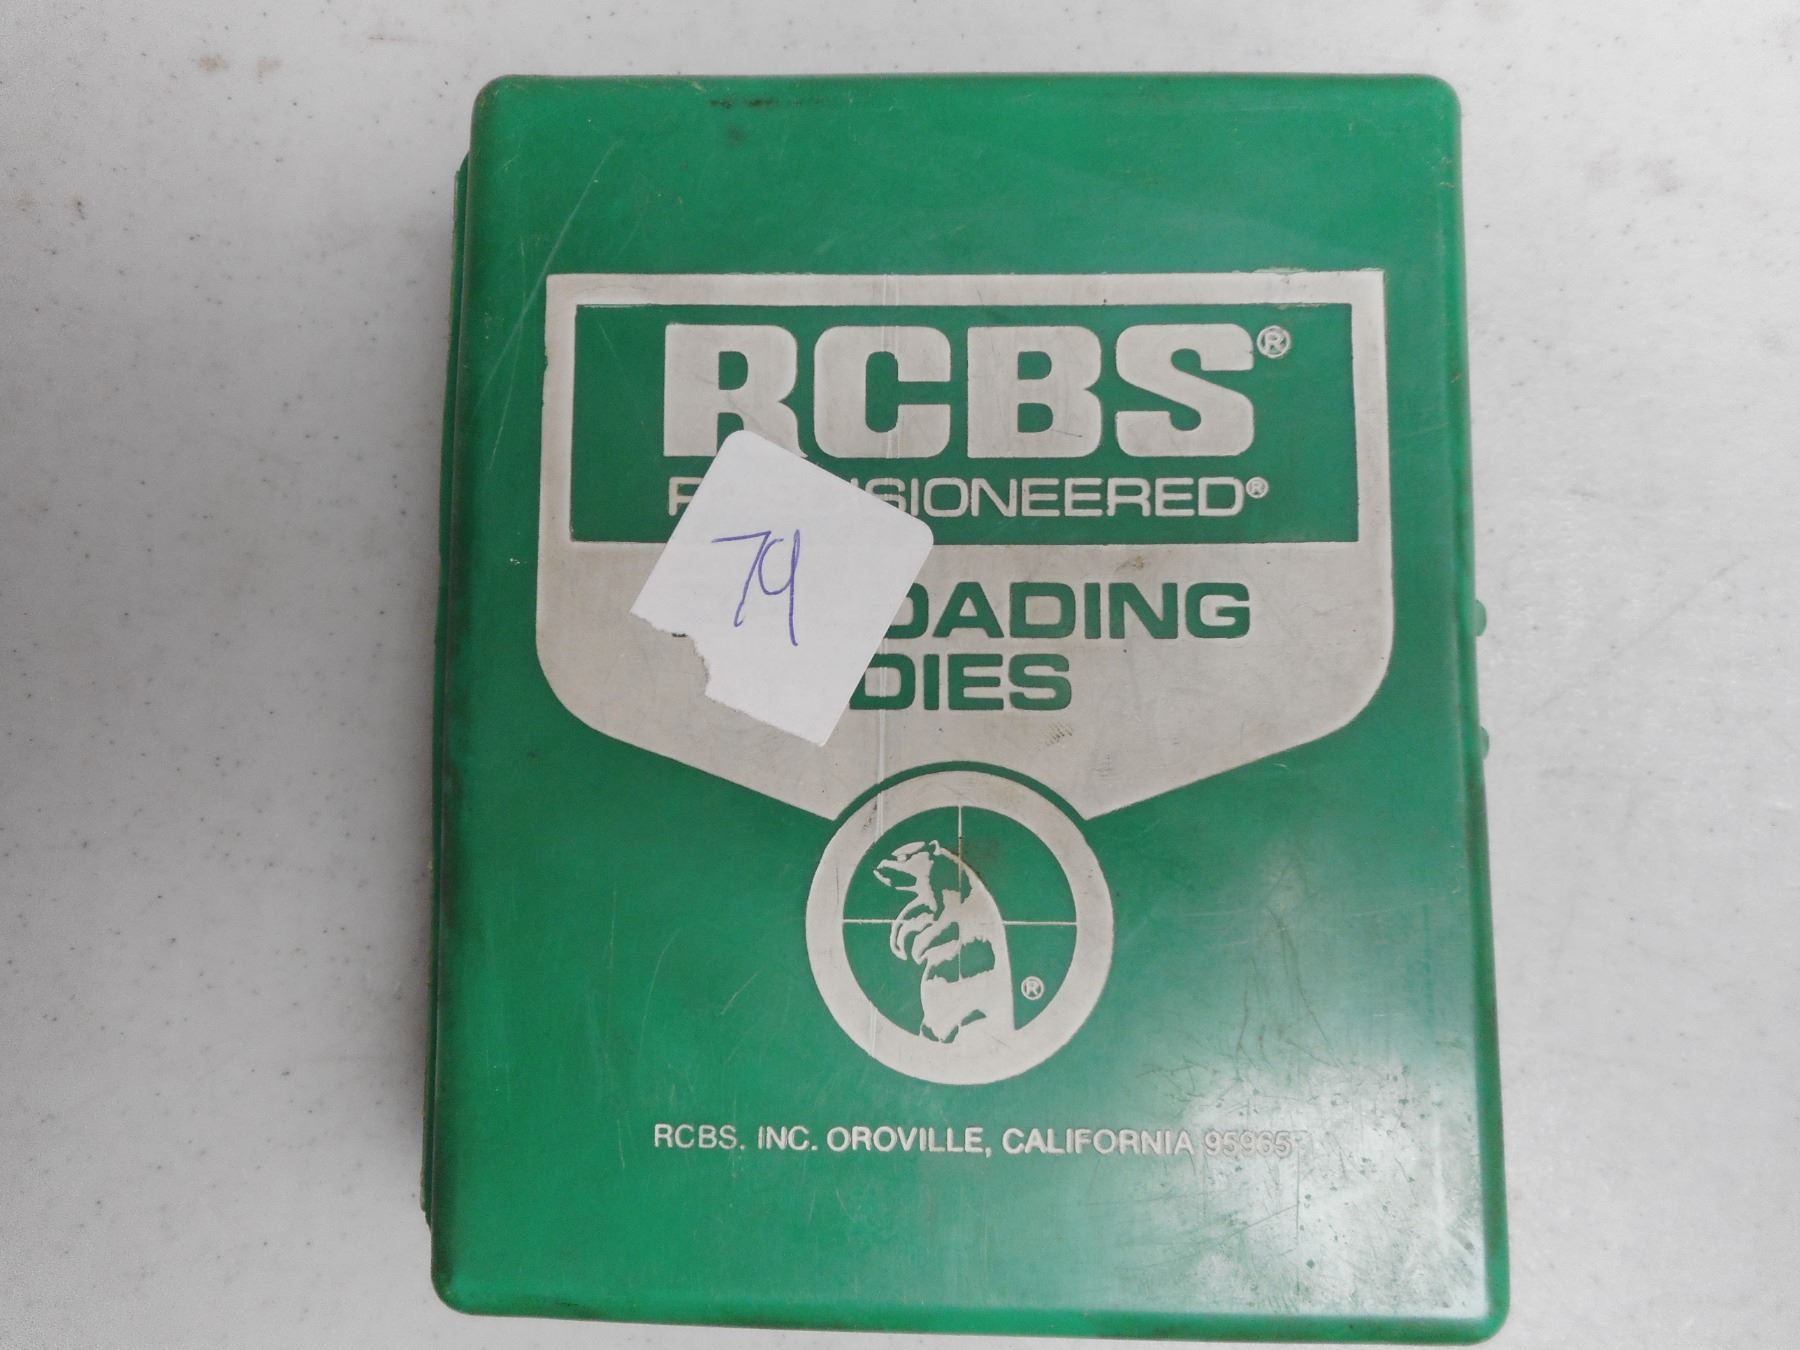 RCBS®
SIONEERED®
74
OADING
DIES
®
RCBS. INC. OROVILLE, CALIFORNIA 95965